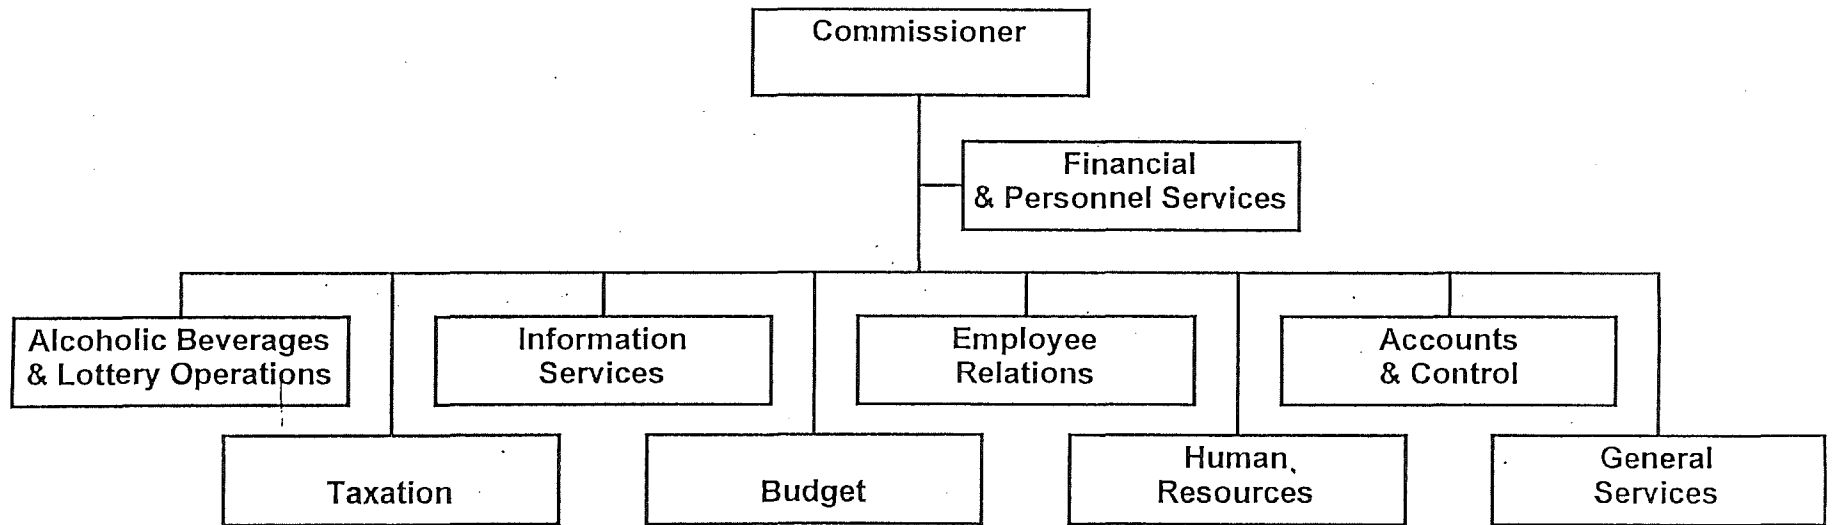 Commissioner
Financial
& Personnel Services
Alcoholic Beverages
& Lottery Operations
Information
Services
Employee
Relations
Accounts
& Control
Taxation
Budget
Human
Resources
General
Services